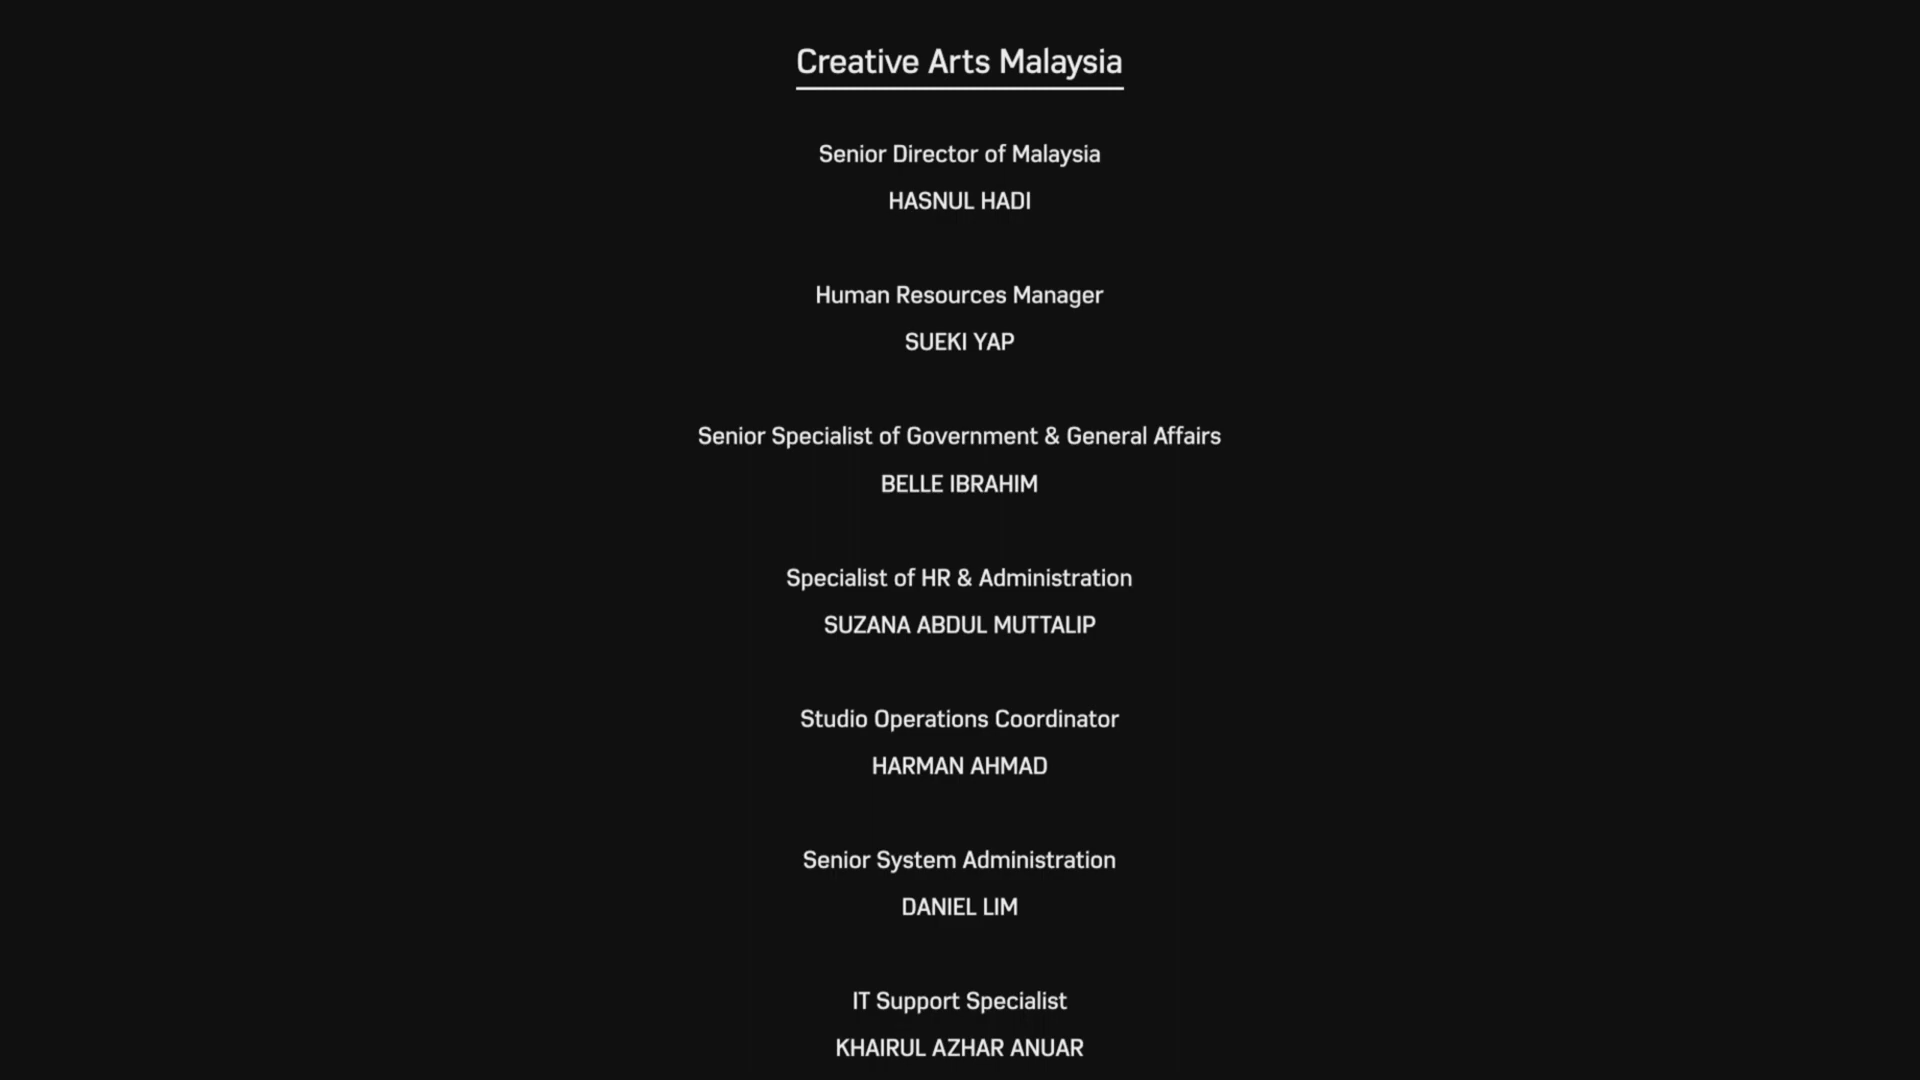 Creative Arts Malaysia
Senior Director of Malaysia
HASNUL HADI
Human Resources Manager
SUEKI YAP
Senior Specialist of Government & General Affairs
BELLE IBRAHIM
Specialist of HR & Administration
SUZANA ABDUL MUTTALIP
Studio Operations Coordinator
HARMAN AHMAD
Senior System Administration
DANIEL LIM
IT Support Specialist
KHAIRUL AZHAR ANUAR